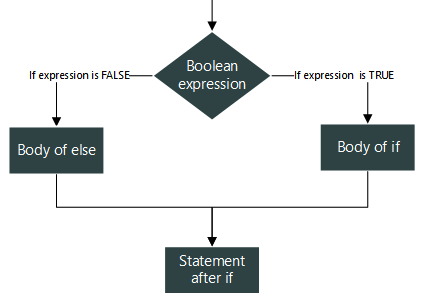 Boolean
expression
If expression is FALSE
If expression is TRUE
Body of else
Body of if
Statement
after if